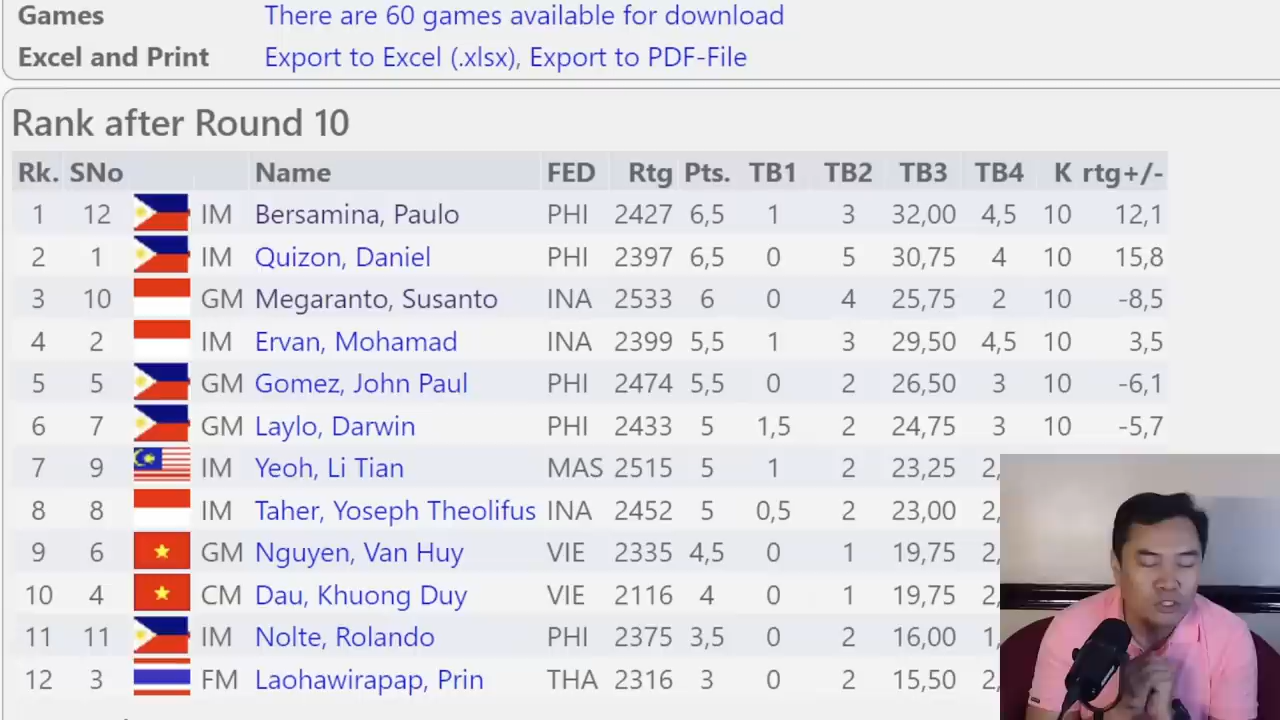 Games There are 60 games available for download
Excel and Print Export to Excel (.xlsx), Export to PDF-File
Rank after Round 10
Rk. SNo Name FED Rtg Pts. TB1 TB2 TB3 TB4 K rtg+/-
1 12 IM Bersamina, Paulo PHI 2427 6,5 1 3 32,00 4,5 10 12,1
2 1 IM Quizon, Daniel PHI 2397 6,5 0 5 30,75 4 10 15,8
3 10 GM Megaranto, Susanto INA 2533 6 0 4 25,75 2 10 -8,5
4 2 IM Ervan, Mohamad INA 2399 5,5 1 3 29,50 4,5 10 3,5
5 5 GM Gomez, John Paul PHI 2474 5,5 0 2 26,50 3 10 -6,1
6 7 GM Laylo, Darwin PHI 2433 5 1,5 2 24,75 3 10 -5,7
7 9 IM Yeoh, Li Tian MAS 2515 5 1 2 23,25 2,
8 8 IM Taher, Yoseph Theolifus INA 2452 5 0,5 2 23,00 2,
9 6 GM Nguyen, Van Huy VIE 2335 4,5 0 1 19,75 2,
10 4 CM Dau, Khuong Duy VIE 2116 4 0 1 19,75 2,
11 11 IM Nolte, Rolando PHI 2375 3,5 0 2 16,00 1,
12 3 FM Laohawirapap, Prin THA 2316 3 0 2 15,50 2,